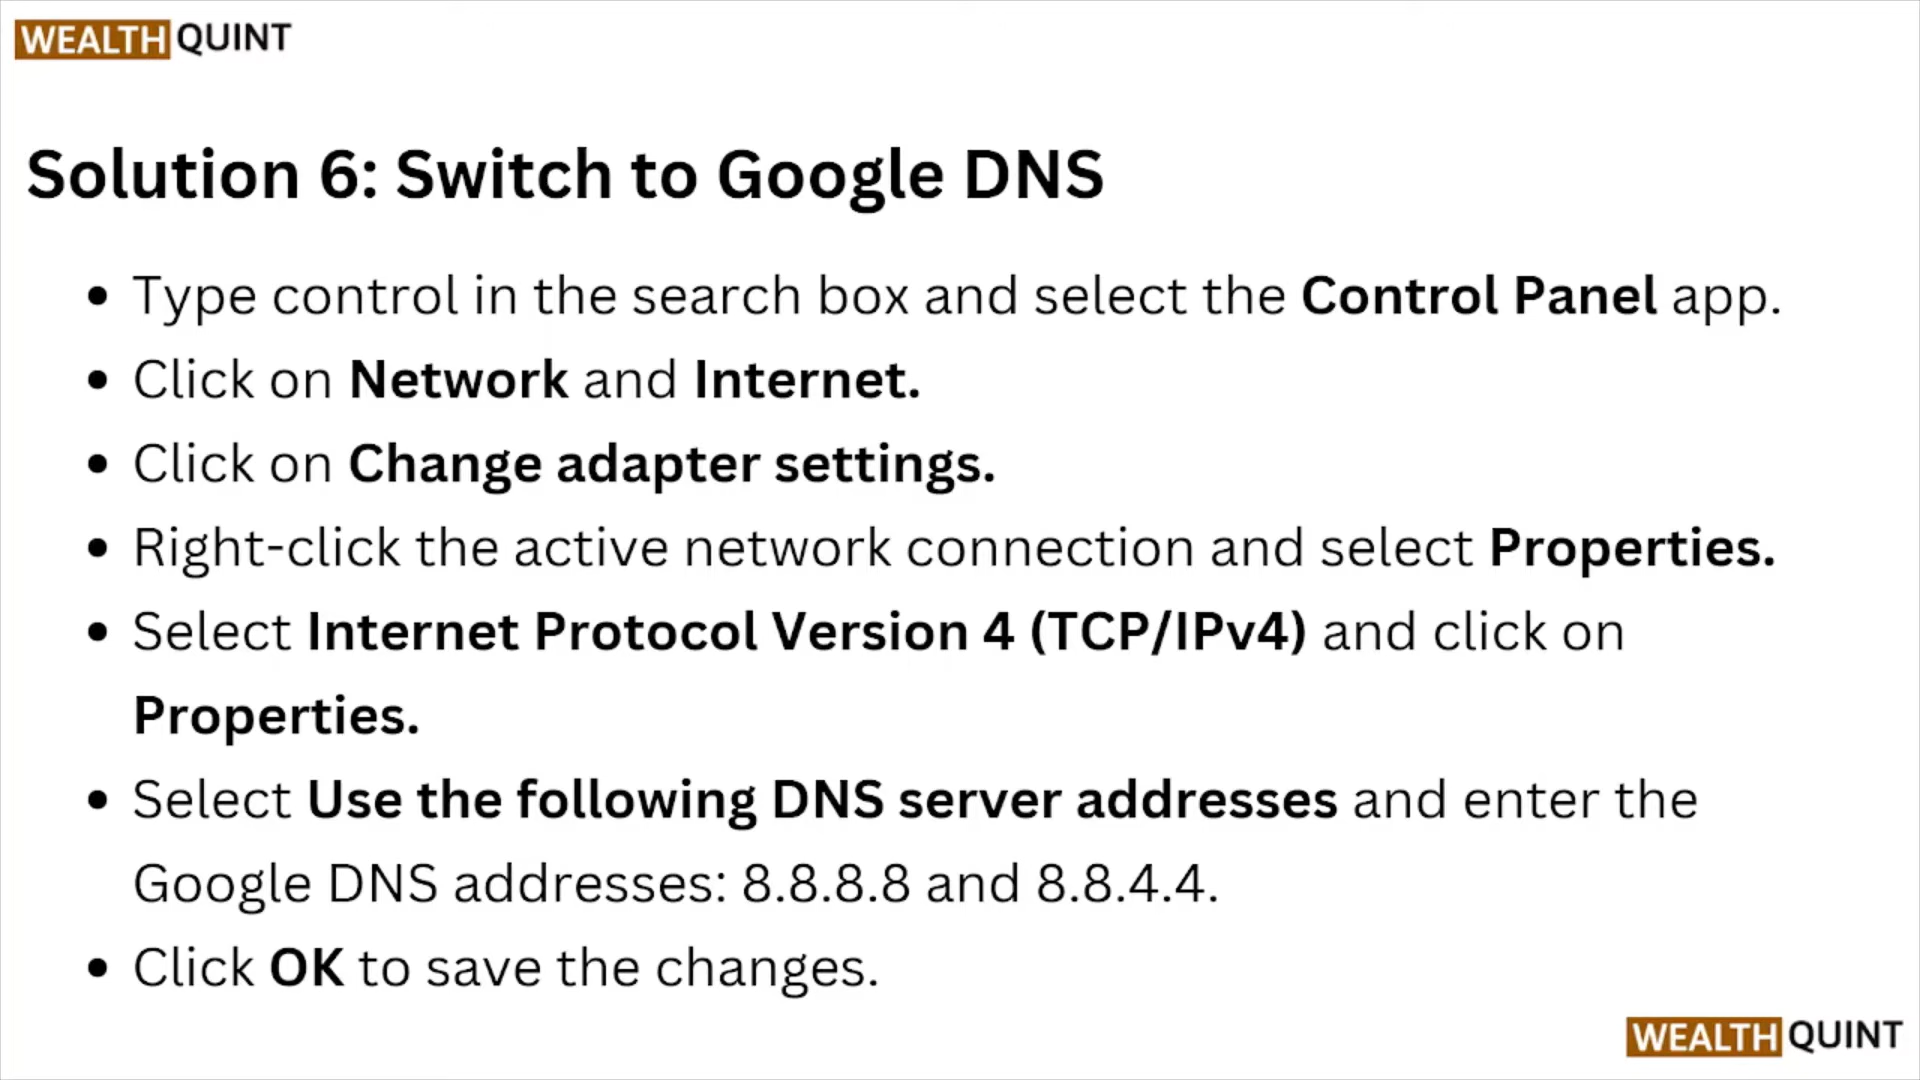 WEALTH QUINT
Solution 6: Switch to Google DNS
• Type control in the search box and select the Control Panel app.
• Click on Network and Internet.
• Click on Change adapter settings.
• Right-click the active network connection and select Properties.
• Select Internet Protocol Version 4 (TCP/IPv4) and click on
Properties.
• Select Use the following DNS server addresses and enter the
Google DNS addresses: 8.8.8.8 and 8.8.4.4.
• Click OK to save the changes.
WEALTH QUINT